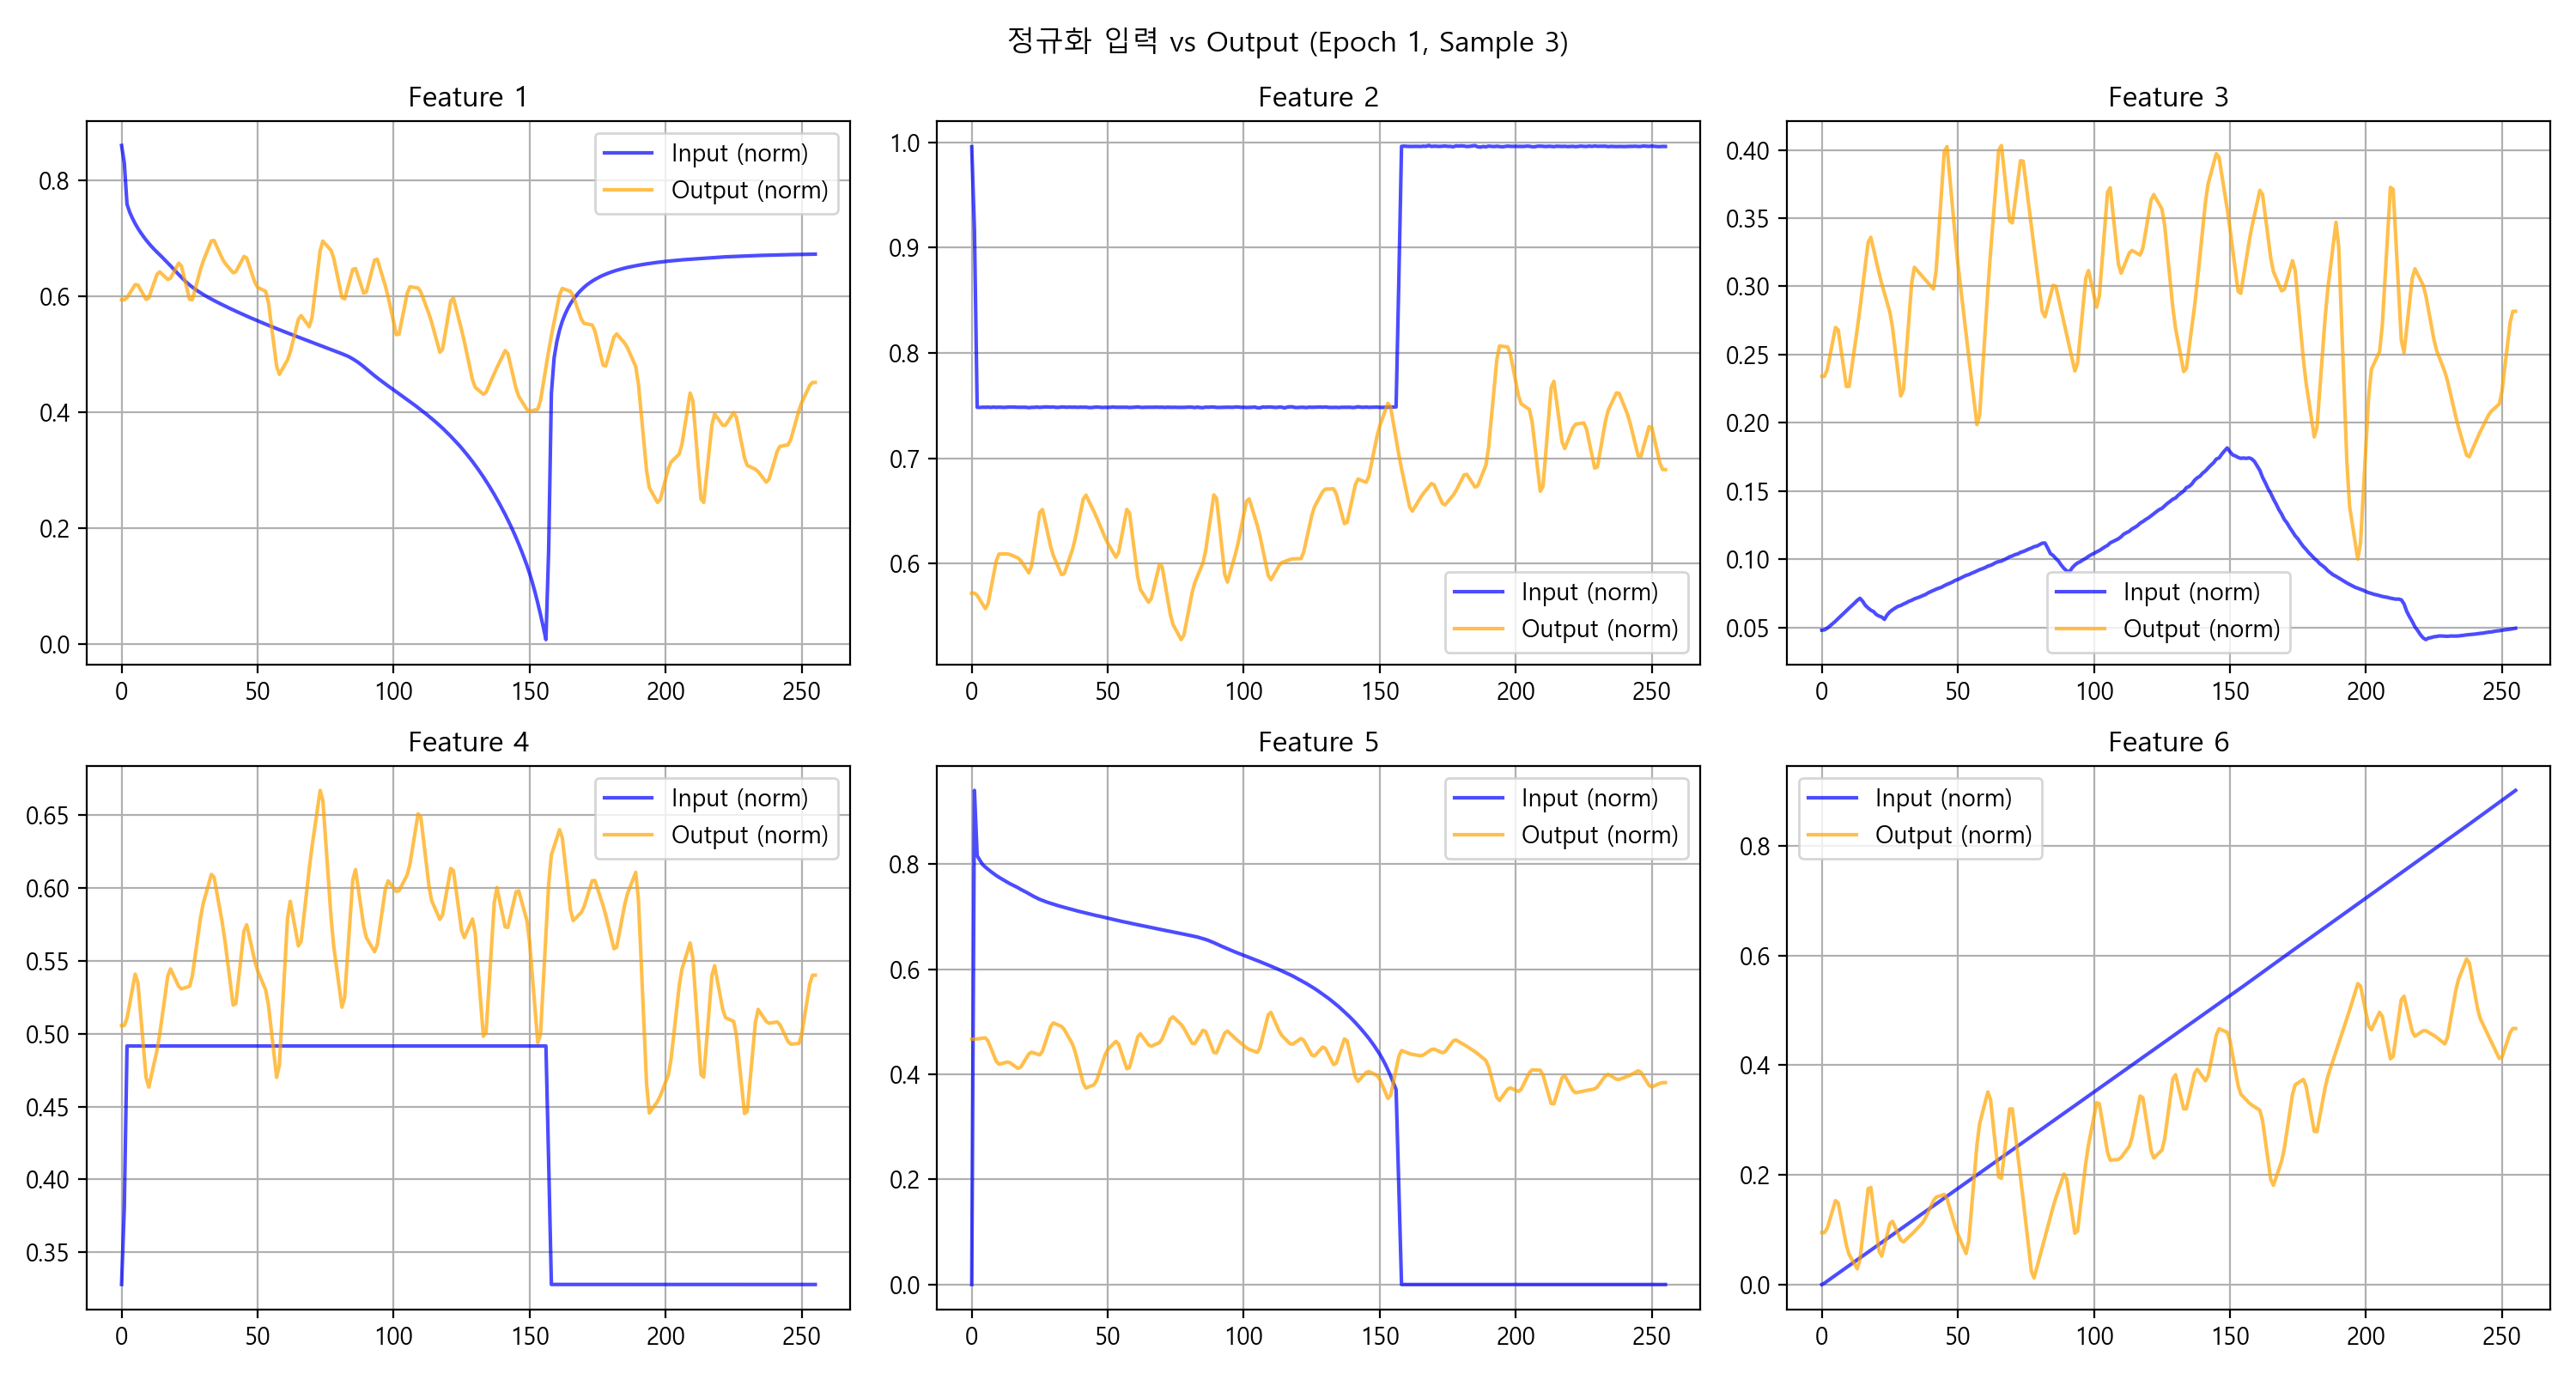 정규화 입력 vs Output (Epoch 1, Sample 3)
Feature 1
Input (norm)
Output (norm)
0.8
0.6
0.4
0.2
0.0
0 50 100 150 200 250
Feature 2
1.0
0.9
0.8
0.7
0.6
Input (norm)
Output (norm)
0 50 100 150 200 250
Feature 3
0.40
0.35
0.30
0.25
0.20
0.15
0.10
0.05
Input (norm)
Output (norm)
0 50 100 150 200 250
Feature 4
Input (norm)
Output (norm)
0.65
0.60
0.55
0.50
0.45
0.40
0.35
0 50 100 150 200 250
Feature 5
Input (norm)
Output (norm)
0.8
0.6
0.4
0.2
0.0
0 50 100 150 200 250
Feature 6
Input (norm)
Output (norm)
0.8
0.6
0.4
0.2
0.0
0 50 100 150 200 250